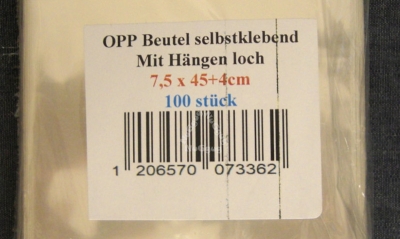 OPP Beutel selbstklebend
Mit Hängen loch
7,5 x 45+4cm
100 stück
1 206570 073362